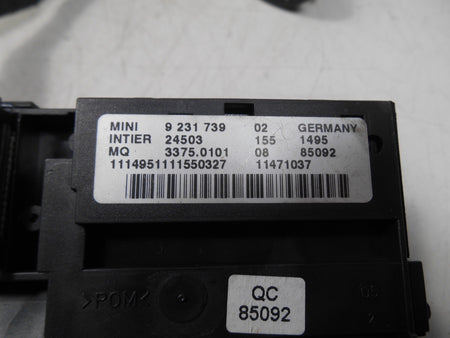 MINI 9 231 739 02 GERMANY
INTIER 24503 155 1495
MQ 3375.0101 08 85092
1114951111550327 11471037
>POM<
QC
85092
2